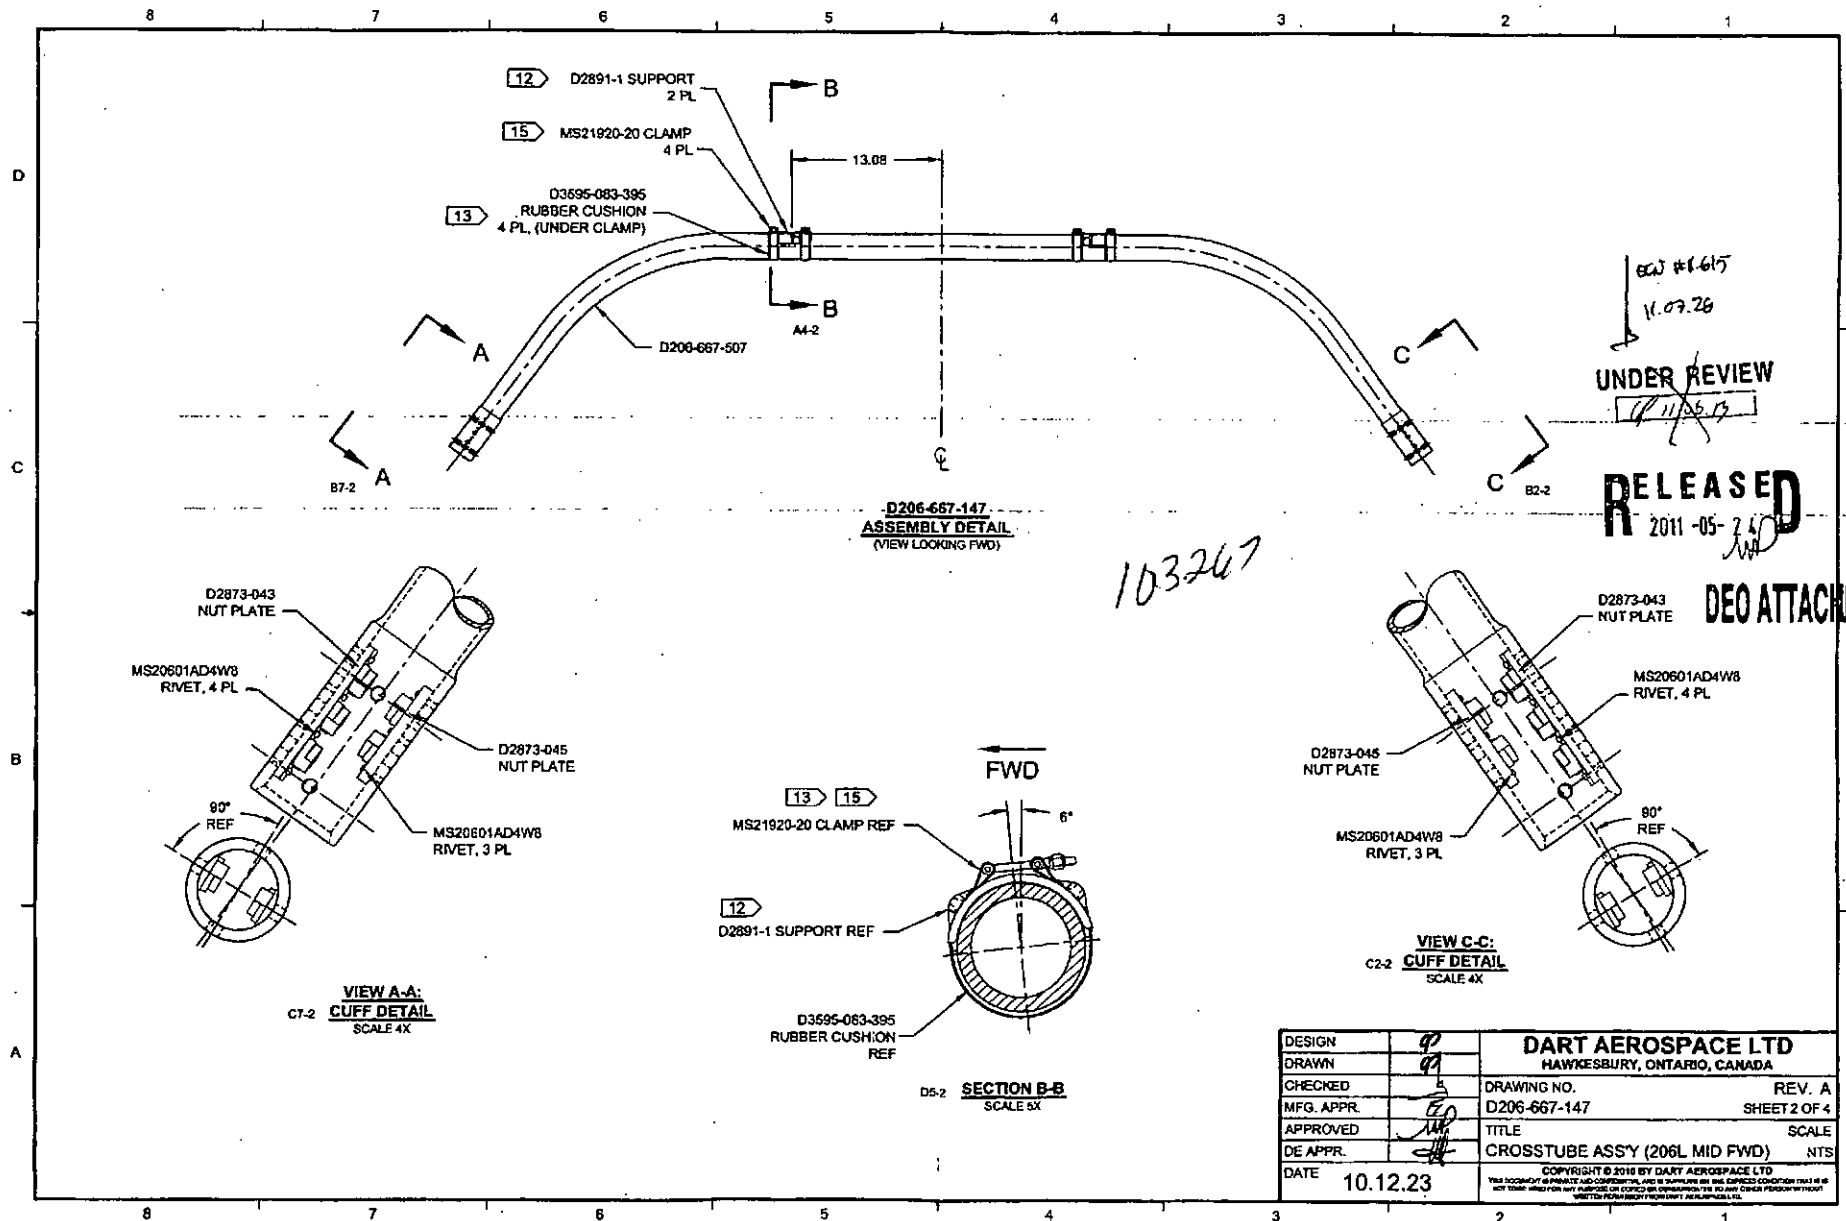 8 7 6 5 4 3 2 1
D
C
B
A
12 D2891-1 SUPPORT
2 PL
15 MS21920-20 CLAMP
4 PL
D3595-083-395
13 RUBBER CUSHION
4 PL, (UNDER CLAMP)
B
13.08
B
A4-2
D206-667-507
A
A
B7-2
C
C
B2-2
℄
D206-667-147
ASSEMBLY DETAIL
(VIEW LOOKING FWD)
11.07.26
UNDER REVIEW
RELEASED
2011-05-24
DEO ATTACH
103267
D2873-043
NUT PLATE
MS20601AD4W8
RIVET, 4 PL
D2873-045
NUT PLATE
MS20601AD4W8
RIVET, 3 PL
90°
REF
VIEW A-A:
C7-2 CUFF DETAIL
SCALE 4X
FWD
13 15
MS21920-20 CLAMP REF
6°
12
D2891-1 SUPPORT REF
D3595-083-395
RUBBER CUSHION
REF
D5-2 SECTION B-B
SCALE 5X
D2873-043
NUT PLATE
MS20601AD4W8
RIVET, 4 PL
D2873-045
NUT PLATE
MS20601AD4W8
RIVET, 3 PL
90°
REF
VIEW C-C:
C2-2 CUFF DETAIL
SCALE 4X
DESIGN
DRAWN
CHECKED
MFG. APPR.
APPROVED
DE APPR.
DATE 10.12.23
DART AEROSPACE LTD
HAWKESBURY, ONTARIO, CANADA
DRAWING NO. REV. A
D206-667-147 SHEET 2 OF 4
TITLE SCALE
CROSSTUBE ASS'Y (206L MID FWD) NTS
COPYRIGHT © 2010 BY DART AEROSPACE LTD
8 7 6 5 4 3 2 1